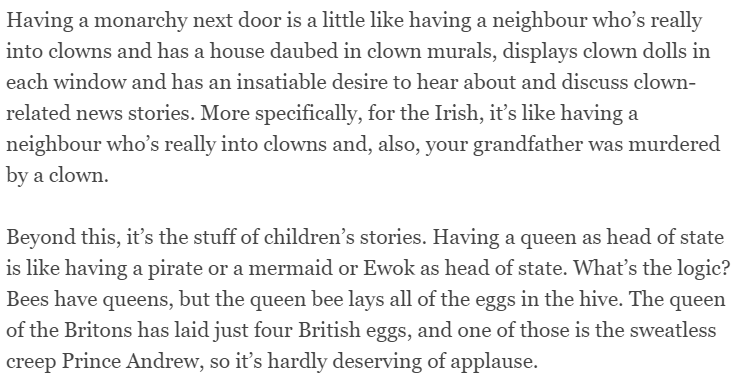 Having a monarchy next door is a little like having a neighbour who’s really
into clowns and has a house daubed in clown murals, displays clown dolls in
each window and has an insatiable desire to hear about and discuss clown-
related news stories. More specifically, for the Irish, it’s like having a
neighbour who’s really into clowns and, also, your grandfather was murdered
by a clown.

Beyond this, it’s the stuff of children’s stories. Having a queen as head of state
is like having a pirate or a mermaid or Ewok as head of state. What’s the logic?
Bees have queens, but the queen bee lays all of the eggs in the hive. The queen
of the Britons has laid just four British eggs, and one of those is the sweatless
creep Prince Andrew, so it’s hardly deserving of applause.